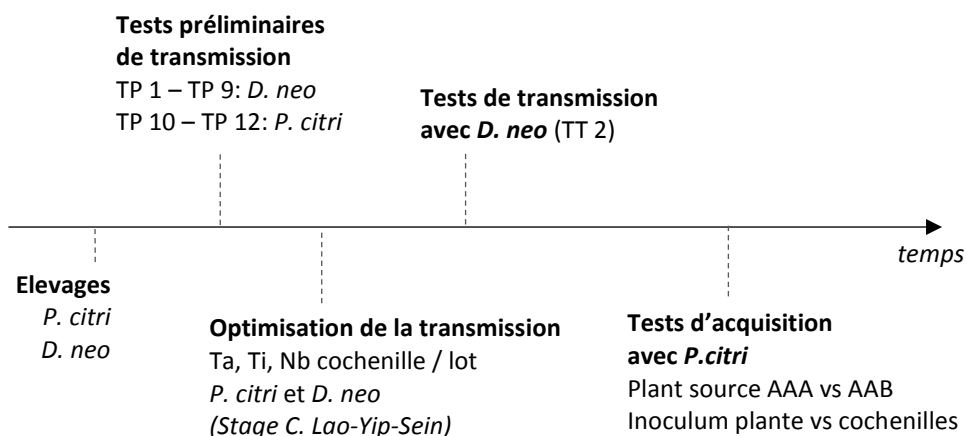 Tests préliminaires
de transmission
TP 1 – TP 9: D. neo
TP 10 – TP 12: P. citri
Tests de transmission
avec D. neo (TT 2)
temps
Elevages
P. citri
D. neo
Optimisation de la transmission
Ta, Ti, Nb cochenille / lot
P. citri et D. neo
(Stage C. Lao-Yip-Sein)
Tests d’acquisition
avec P.citri
Plant source AAA vs AAB
Inoculum plante vs cochenilles